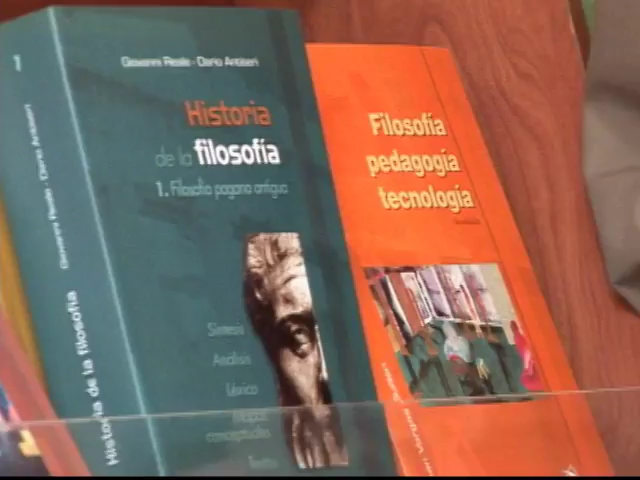 Giovanni Reale - Dario Antiseri
Historia
de la filosofía
1. Filosofía pagana antigua
Síntesis
Análisis
Léxico
Mapas
conceptuales
Textos
Historia de la filosofía
Giovanni Reale - Dario Antiseri
Filosofía
pedagogía
tecnología